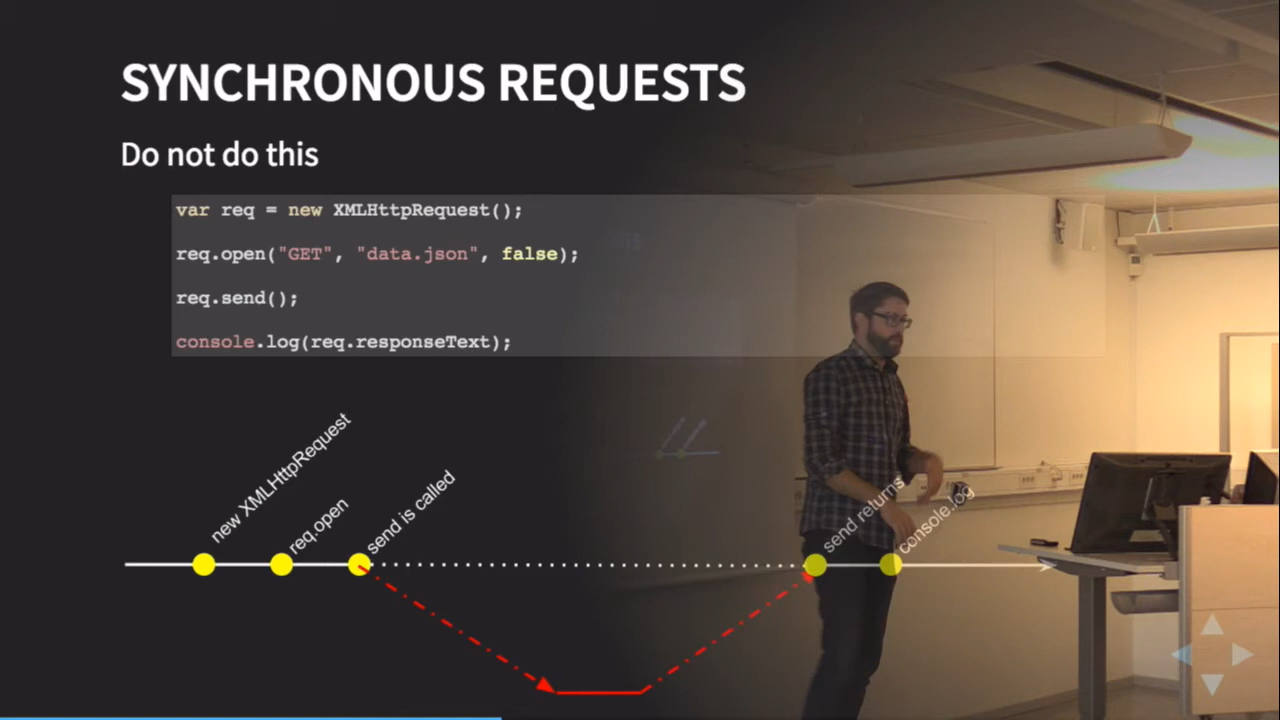 SYNCHRONOUS REQUESTS
Do not do this
var req = new XMLHttpRequest();
req.open("GET", "data.json", false);
req.send();
console.log(req.responseText);
new XMLHttpRequest
req.open
send is called
send returns
console.log